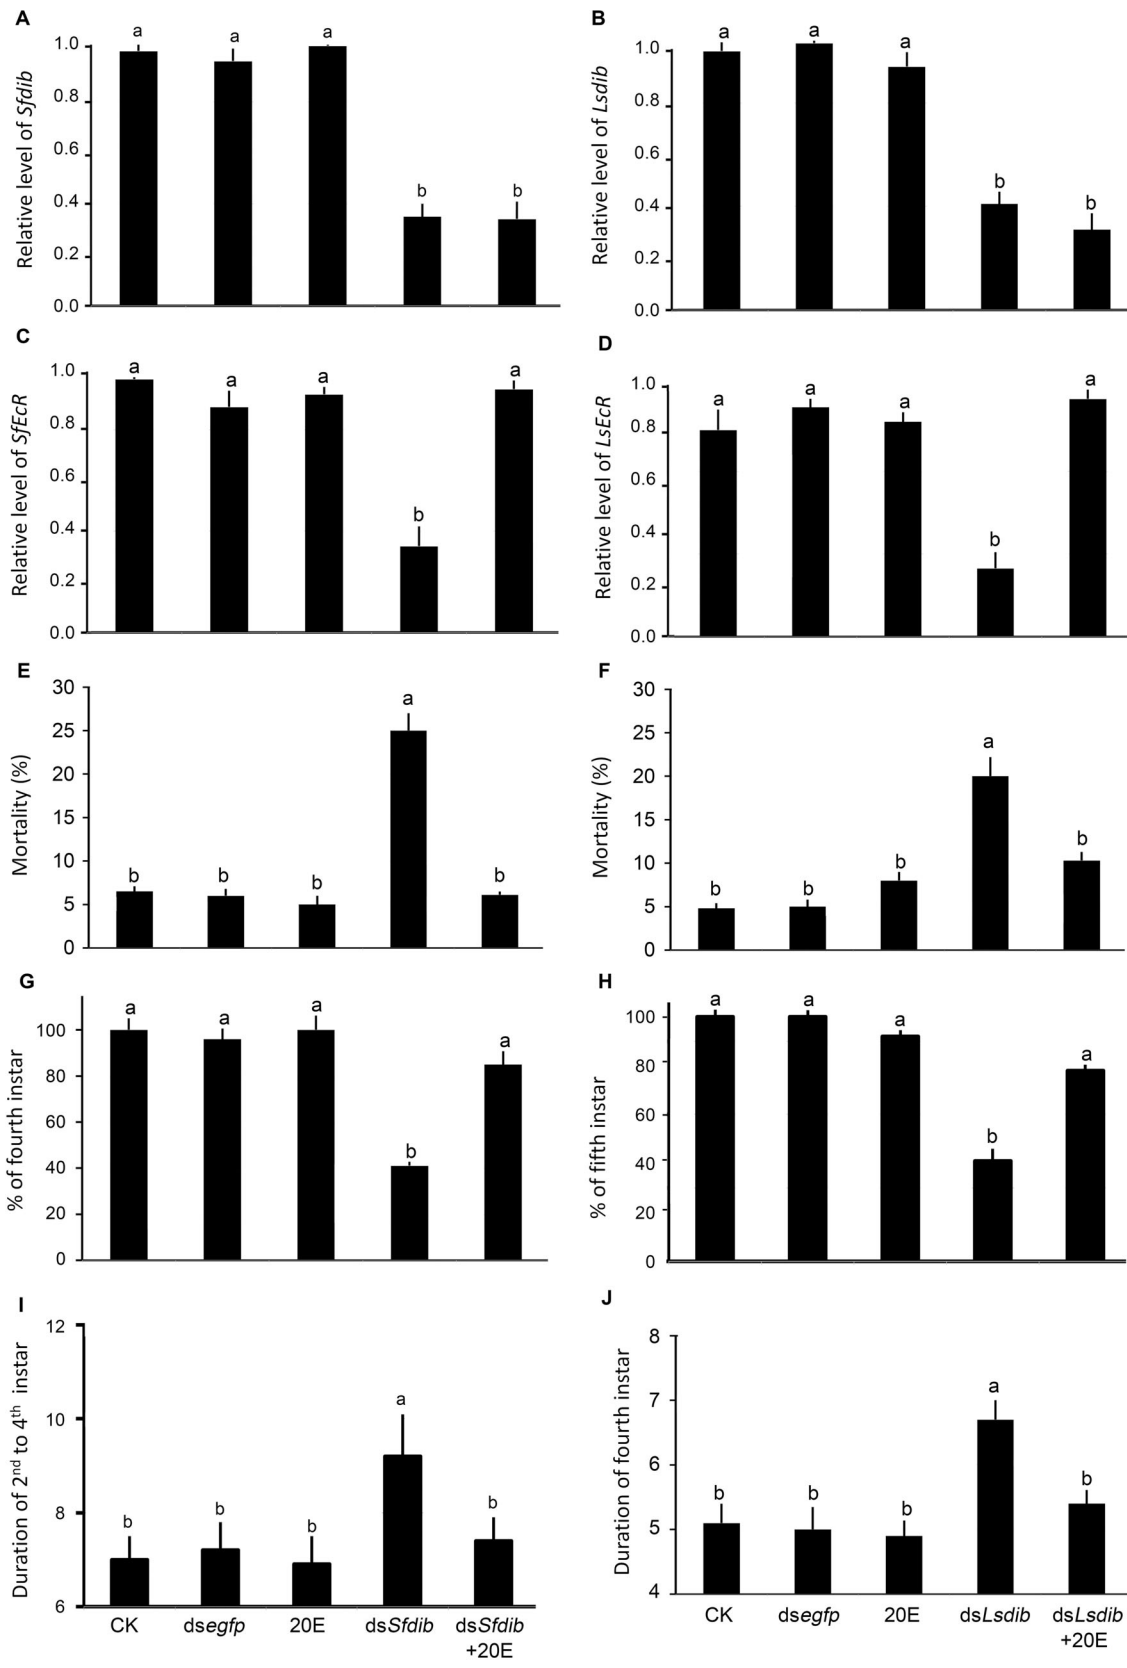 A
Relative level of Sfdib
1.0
0.8
0.6
0.4
0.2
0.0
a
a
a
b
b
B
Relative level of Lsdib
1.0
0.8
0.6
0.4
0.2
0.0
a
a
a
b
b
C
Relative level of SfEcR
1.0
0.8
0.6
0.4
0.2
0.0
a
a
a
b
a
D
Relative level of LsEcR
1.0
0.8
0.6
0.4
0.2
0.0
a
a
a
b
a
E
Mortality (%)
30
25
20
15
10
5
0
b
b
b
a
b
F
Mortality (%)
30
25
20
15
10
5
0
b
b
b
a
b
G
% of fourth instar
100
80
60
40
20
0
a
a
a
b
a
H
% of fifth instar
100
80
60
40
20
0
a
a
a
b
a
I
Duration of 2nd to 4th instar
12
10
8
6
b
b
b
a
b
CK
dsegfp
20E
dsSfdib
dsSfdib
+20E
J
Duration of fourth instar
8
7
6
5
4
b
b
b
a
b
CK
dsegfp
20E
dsLsdib
dsLsdib
+20E